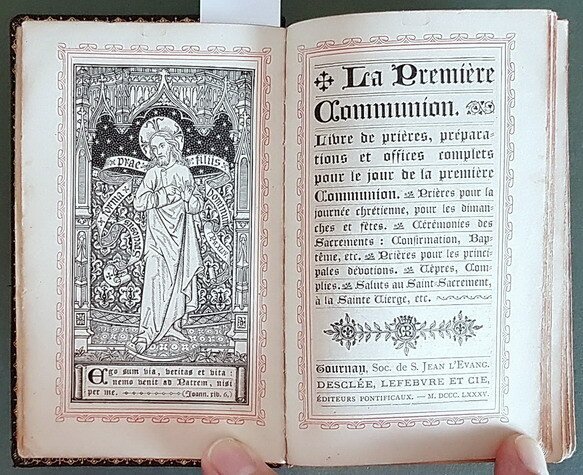 prae filiis
Ego sum via, veritas et vita :
nemo venit ad Patrem, nisi
per me. (Joann. xiv. 6.)
La Première
Communion.
Livre de prières, prépara-
tions et offices complets
pour le jour de la première
Communion. Prières pour la
journée chrétienne, pour les diman-
ches et fêtes. Cérémonies des
Sacrements : Confirmation, Bap-
tême, etc. Prières pour les princi-
pales dévotions. Vêpres, Com-
plies. Saluts au Saint-Sacrement,
à la Sainte Vierge, etc.
Tournay, Soc. de S. JEAN L'EVANG.
DESCLÉE, LEFEBVRE ET CIE,
ÉDITEURS PONTIFICAUX. — M. DCCC. LXXXV.